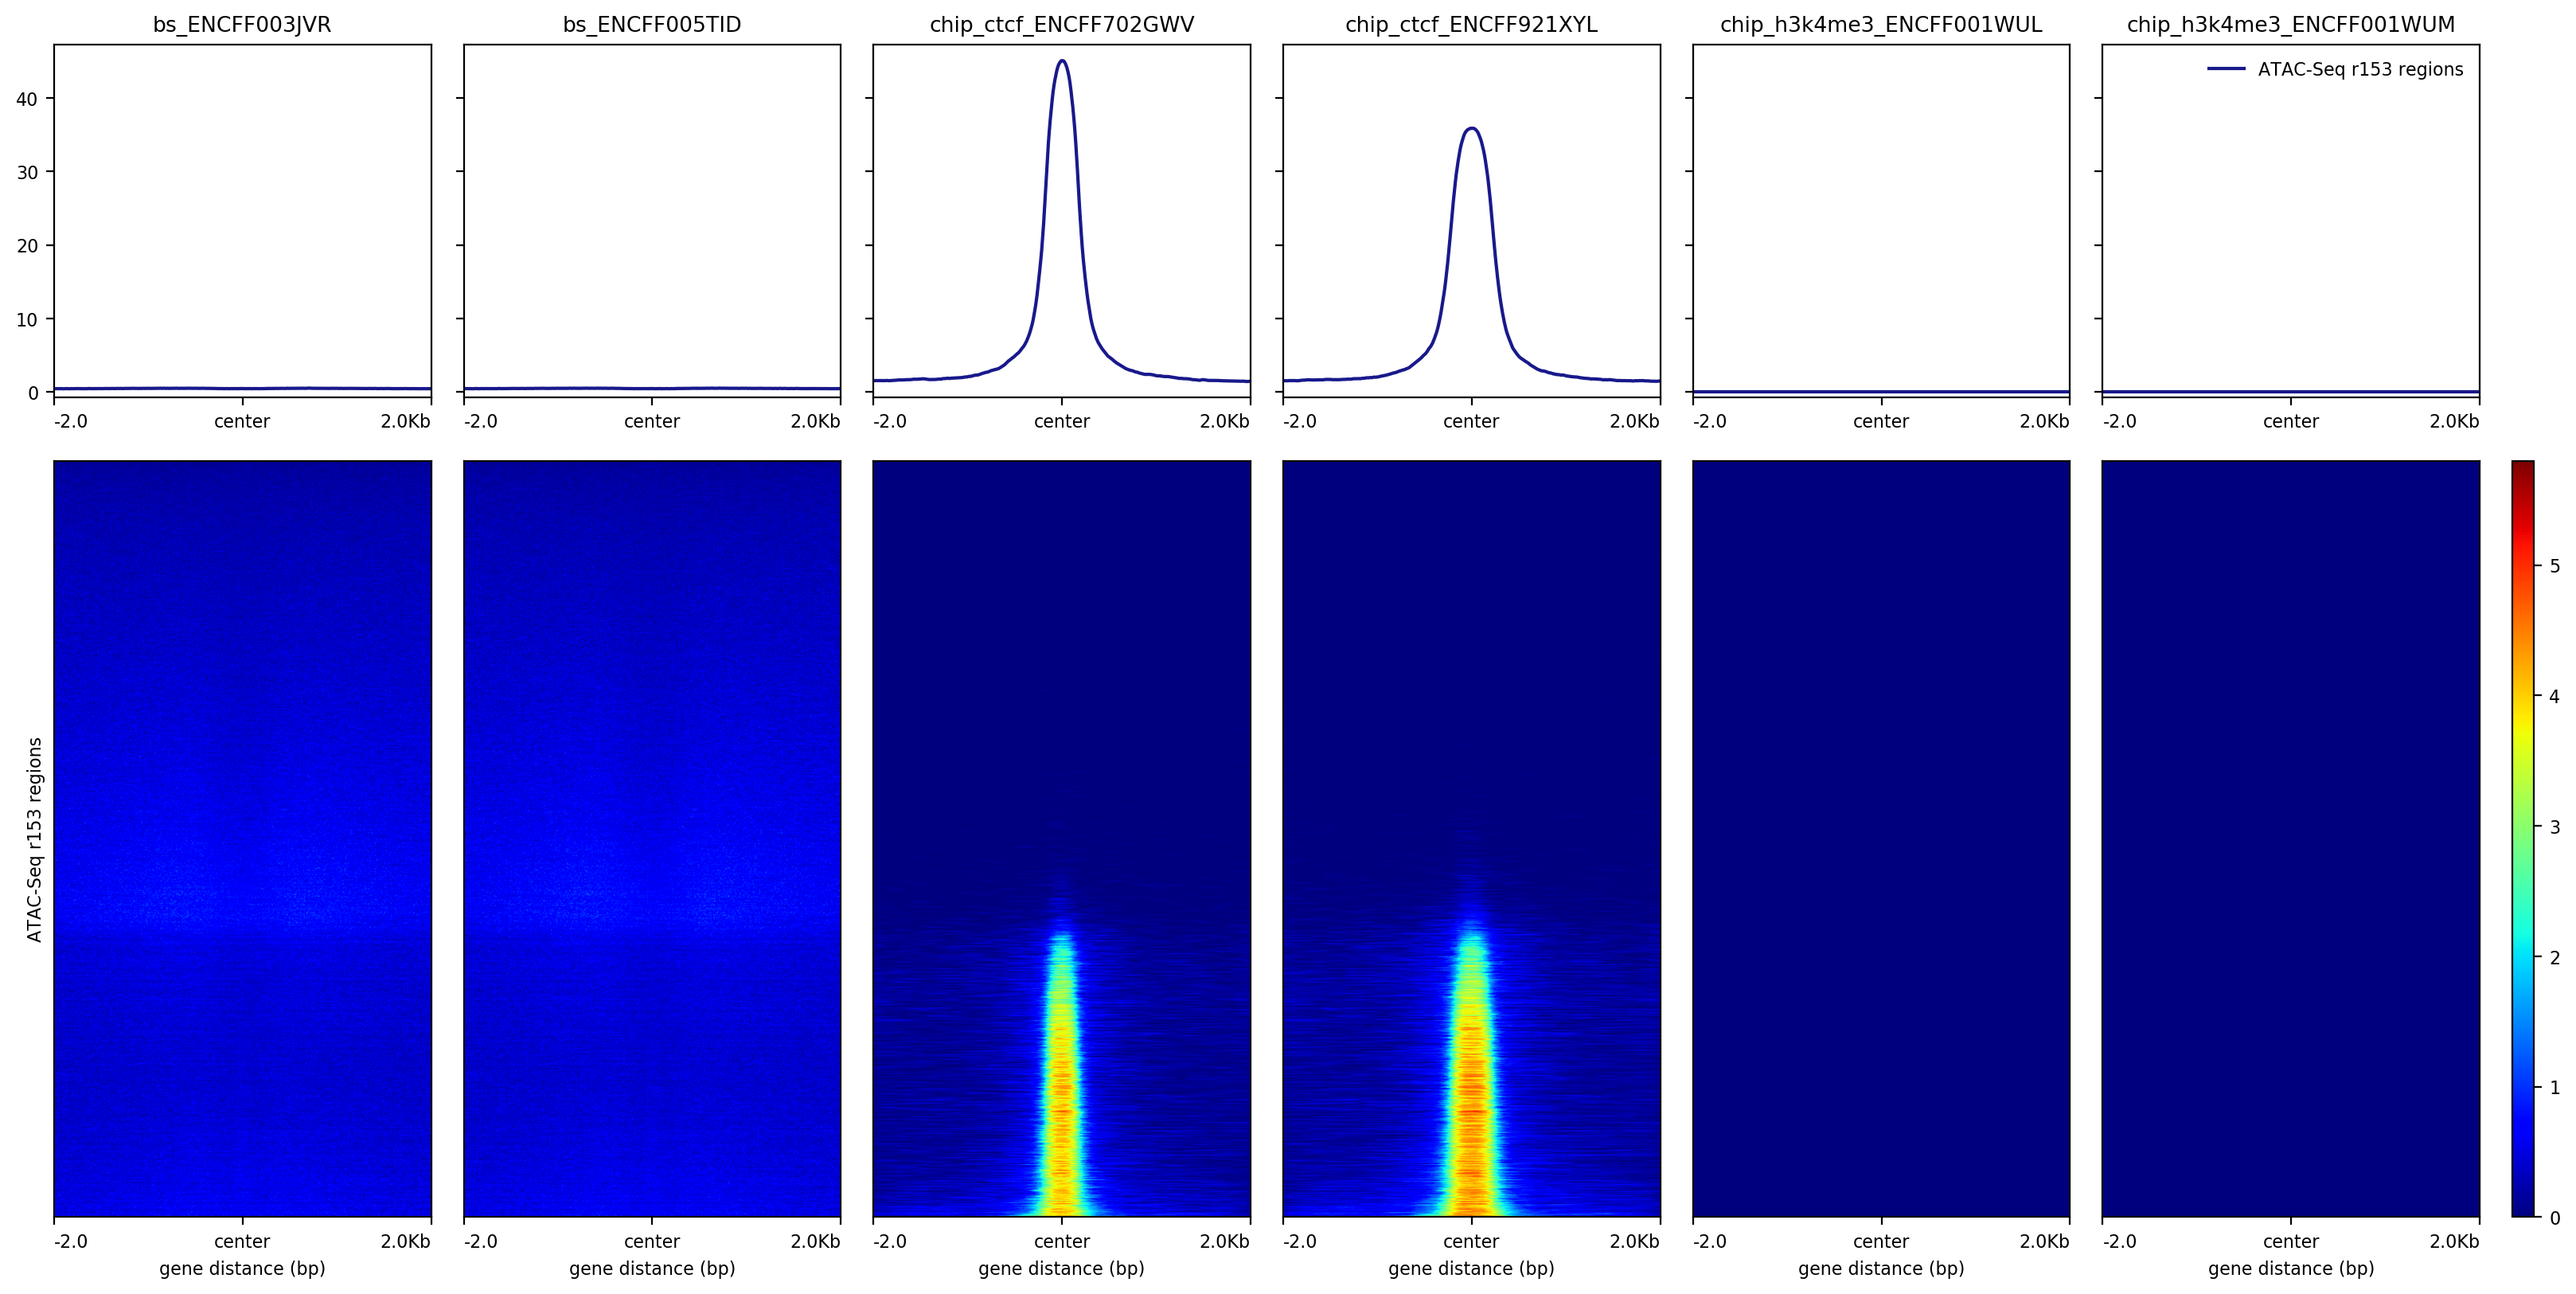 bs_ENCFF003JVR
bs_ENCFF005TID
chip_ctcf_ENCFF702GWV
chip_ctcf_ENCFF921XYL
chip_h3k4me3_ENCFF001WUL
chip_h3k4me3_ENCFF001WUM
ATAC-Seq r153 regions
40
30
20
10
0
-2.0 center 2.0Kb
-2.0 center 2.0Kb
-2.0 center 2.0Kb
-2.0 center 2.0Kb
-2.0 center 2.0Kb
-2.0 center 2.0Kb
ATAC-Seq r153 regions
5
4
3
2
1
0
-2.0 center 2.0Kb
-2.0 center 2.0Kb
-2.0 center 2.0Kb
-2.0 center 2.0Kb
-2.0 center 2.0Kb
-2.0 center 2.0Kb
gene distance (bp)
gene distance (bp)
gene distance (bp)
gene distance (bp)
gene distance (bp)
gene distance (bp)